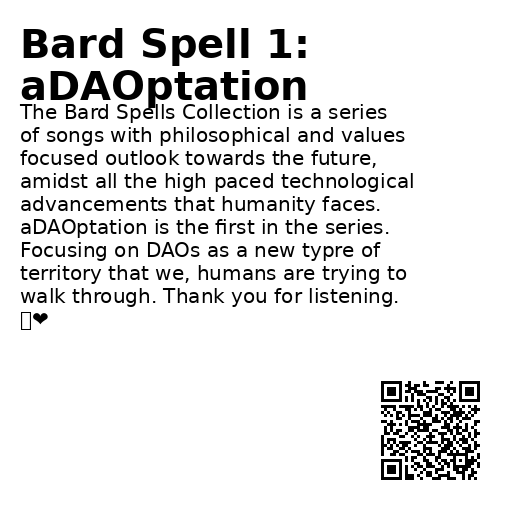 Bard Spell 1:
aDAOptation
The Bard Spells Collection is a series
of songs with philosophical and values
focused outlook towards the future,
amidst all the high paced technological
advancements that humanity faces.
aDAOptation is the first in the series.
Focusing on DAOs as a new typre of
territory that we, humans are trying to
walk through. Thank you for listening.
▯❤